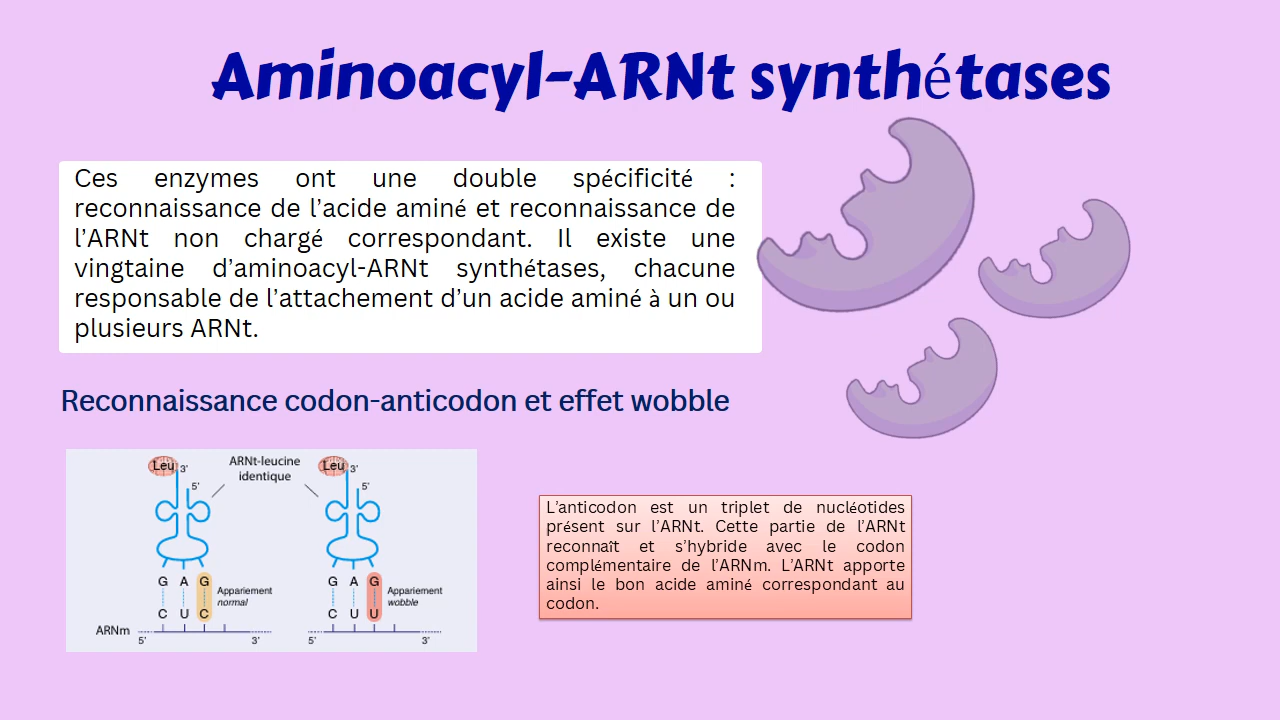 Aminoacyl-ARNt synthétases
Ces enzymes ont une double spécificité :
reconnaissance de l'acide aminé et reconnaissance de
l'ARNt non chargé correspondant. Il existe une
vingtaine d'aminoacyl-ARNt synthétases, chacune
responsable de l'attachement d'un acide aminé à un ou
plusieurs ARNt.
Reconnaissance codon-anticodon et effet wobble
Leu 3'
5'
ARNt-leucine
identique
Leu 3'
5'
G A G
Appariement
normal
C U C
G A G
Appariement
wobble
C U U
ARNm
5' 3'
5' 3'
L'anticodon est un triplet de nucléotides
présent sur l'ARNt. Cette partie de l'ARNt
reconnaît et s'hybride avec le codon
complémentaire de l'ARNm. L'ARNt apporte
ainsi le bon acide aminé correspondant au
codon.